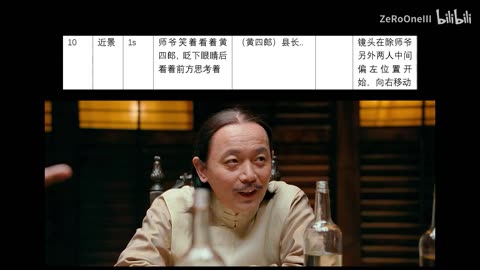 ZeRoOneIII bilibili
10 近景 1s 师爷笑着看着黄 （黄四郎）县长.. 镜头在除师爷
四郎，眨下眼睛后 另外两人中间
看着前方思考着 偏左位置开
始，向右移动